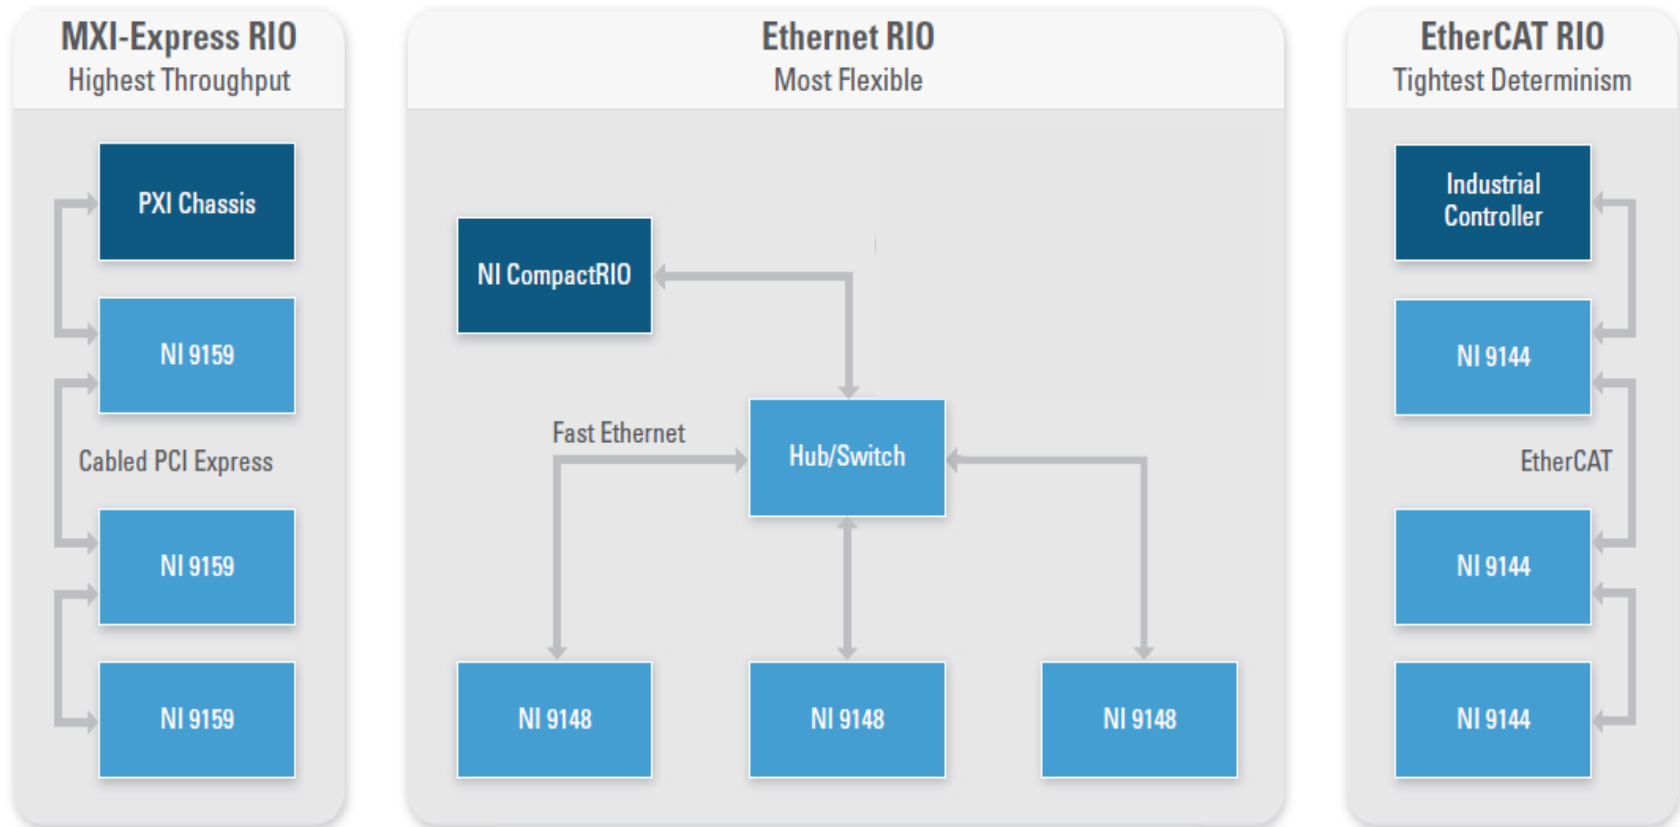 MXI-Express RIO
Highest Throughput
PXI Chassis
NI 9159
Cabled PCI Express
NI 9159
NI 9159
Ethernet RIO
Most Flexible
NI CompactRIO
Fast Ethernet
Hub/Switch
NI 9148
NI 9148
NI 9148
EtherCAT RIO
Tightest Determinism
Industrial
Controller
NI 9144
EtherCAT
NI 9144
NI 9144